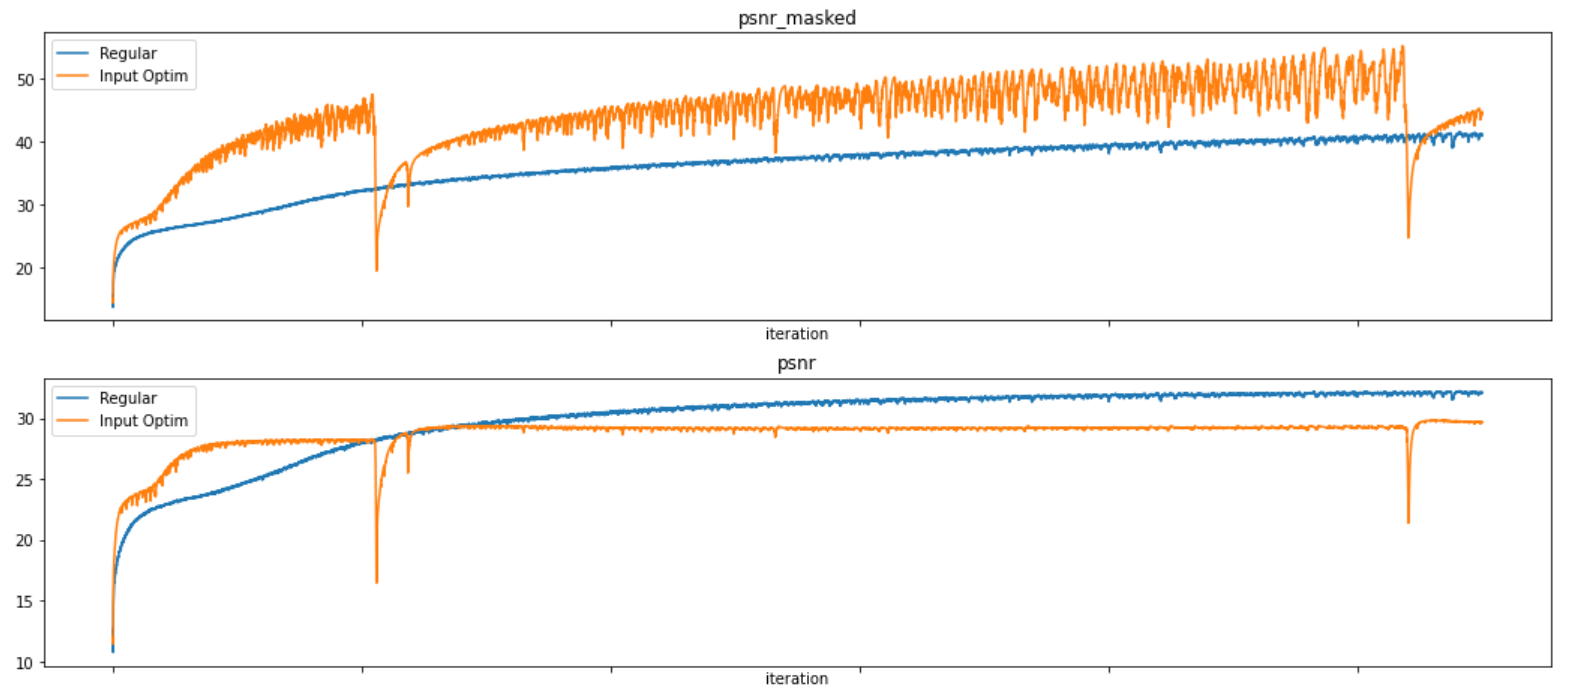 psnr_masked
Regular
Input Optim
50
40
30
20
iteration
psnr
Regular
Input Optim
30
25
20
15
10
iteration